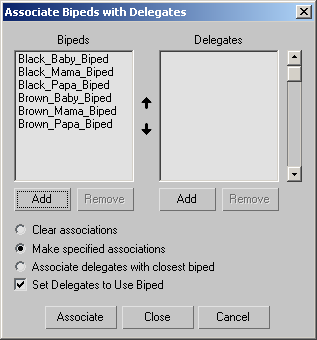 Associate Bipeds with Delegates
Bipeds
Delegates
Black_Baby_Biped
Black_Mama_Biped
Black_Papa_Biped
Brown_Baby_Biped
Brown_Mama_Biped
Brown_Papa_Biped
Add
Remove
Add
Remove
Clear associations
Make specified associations
Associate delegates with closest biped
Set Delegates to Use Biped
Associate
Close
Cancel